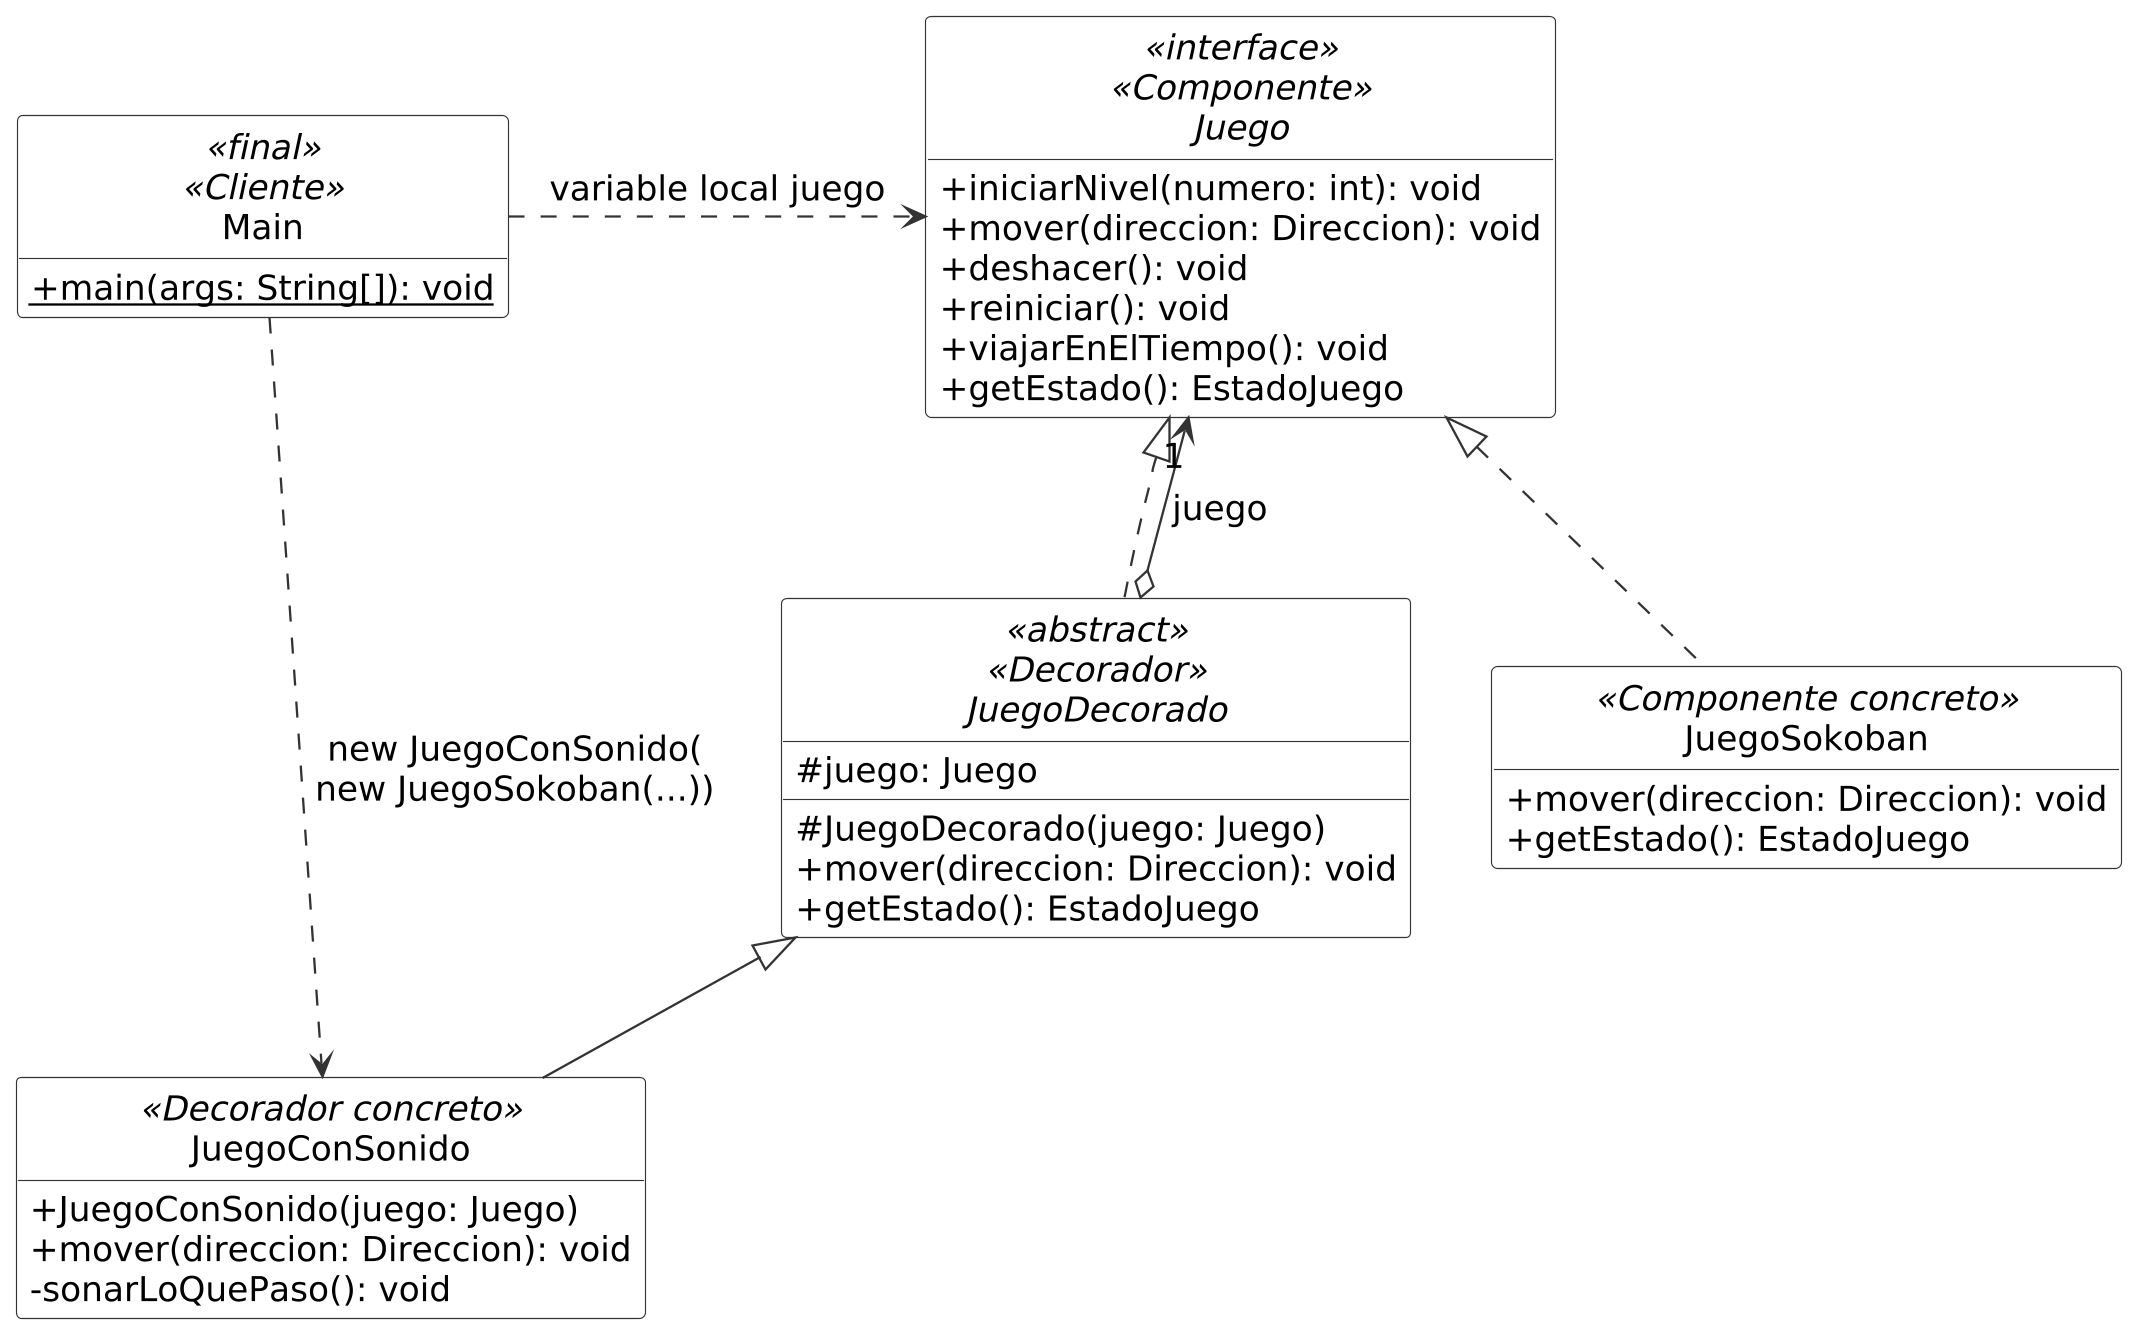 «interface»
«Componente»
Juego
+iniciarNivel(numero: int): void
+mover(direccion: Direccion): void
+deshacer(): void
+reiniciar(): void
+viajarEnElTiempo(): void
+getEstado(): EstadoJuego
«final»
«Cliente»
Main
+main(args: String[]): void
variable local juego
1
juego
«abstract»
«Decorador»
JuegoDecorado
#juego: Juego
#JuegoDecorado(juego: Juego)
+mover(direccion: Direccion): void
+getEstado(): EstadoJuego
«Componente concreto»
JuegoSokoban
+mover(direccion: Direccion): void
+getEstado(): EstadoJuego
new JuegoConSonido(
new JuegoSokoban(...))
«Decorador concreto»
JuegoConSonido
+JuegoConSonido(juego: Juego)
+mover(direccion: Direccion): void
-sonarLoQuePaso(): void